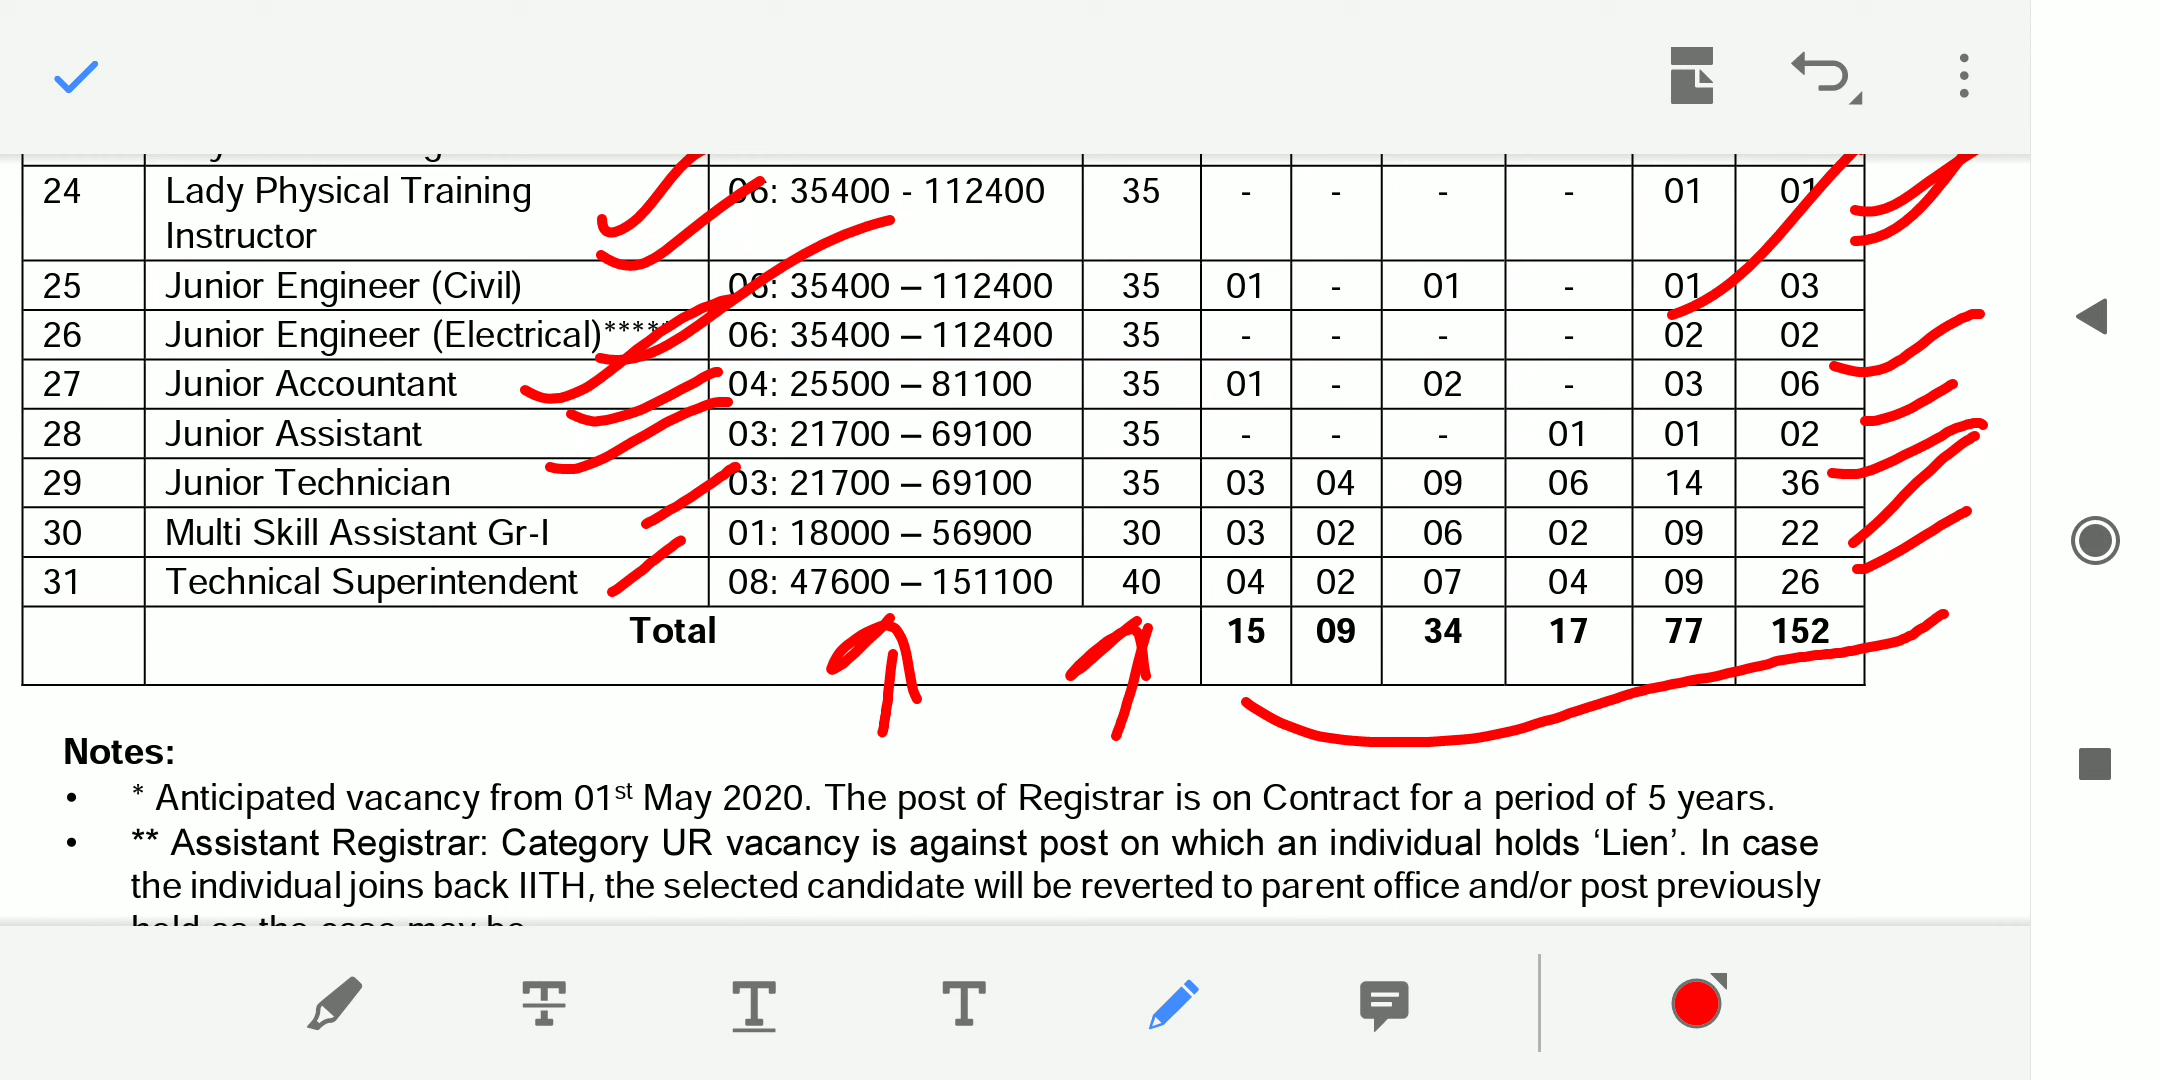 24 Lady Physical Training 06: 35400 - 112400 35 - - - - 01 01
Instructor
25 Junior Engineer (Civil) 06: 35400 – 112400 35 01 - 01 - 01 03
26 Junior Engineer (Electrical)***** 06: 35400 – 112400 35 - - - - 02 02
27 Junior Accountant 04: 25500 – 81100 35 01 - 02 - 03 06
28 Junior Assistant 03: 21700 – 69100 35 - - - 01 01 02
29 Junior Technician 03: 21700 – 69100 35 03 04 09 06 14 36
30 Multi Skill Assistant Gr-I 01: 18000 – 56900 30 03 02 06 02 09 22
31 Technical Superintendent 08: 47600 – 151100 40 04 02 07 04 09 26
Total 15 09 34 17 77 152
Notes:
• * Anticipated vacancy from 01st May 2020. The post of Registrar is on Contract for a period of 5 years.
• ** Assistant Registrar: Category UR vacancy is against post on which an individual holds ‘Lien’. In case
the individual joins back IITH, the selected candidate will be reverted to parent office and/or post previously
held as the case may be